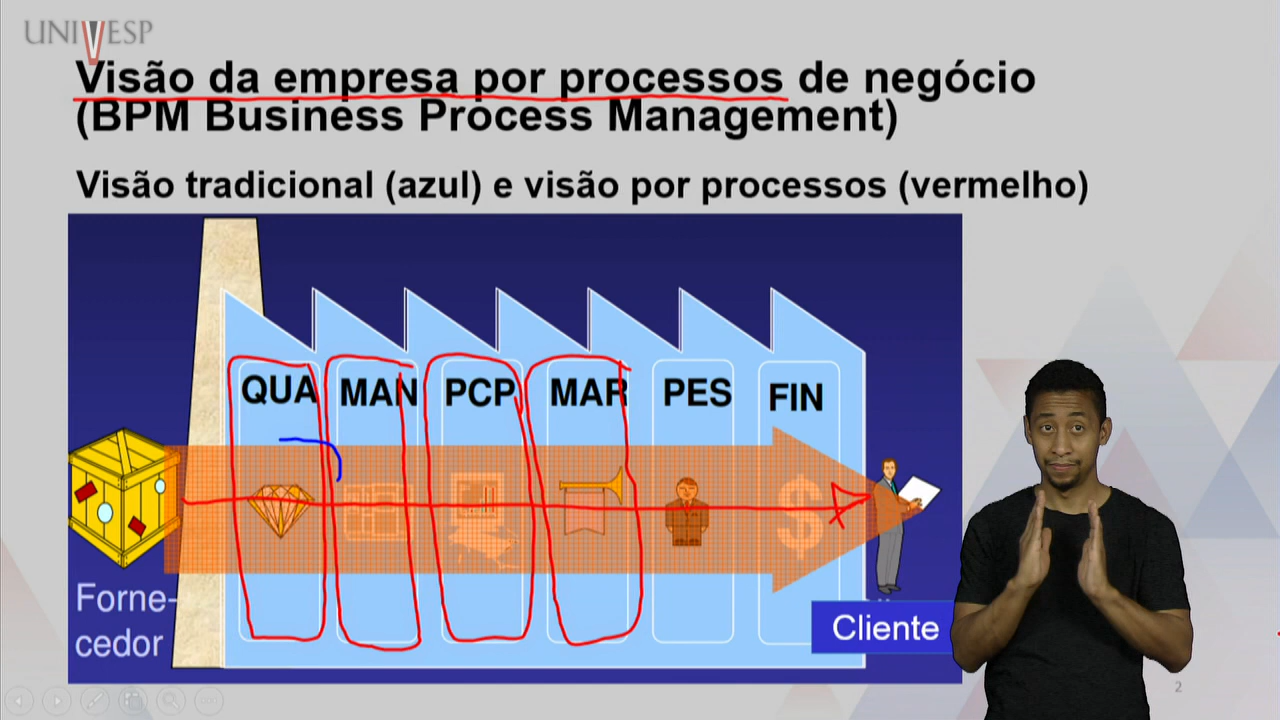 UNIVESP
Visão da empresa por processos de negócio
(BPM Business Process Management)
Visão tradicional (azul) e visão por processos (vermelho)
QUA MAN PCP MAR PES FIN
$
Forne-
cedor
Cliente
2